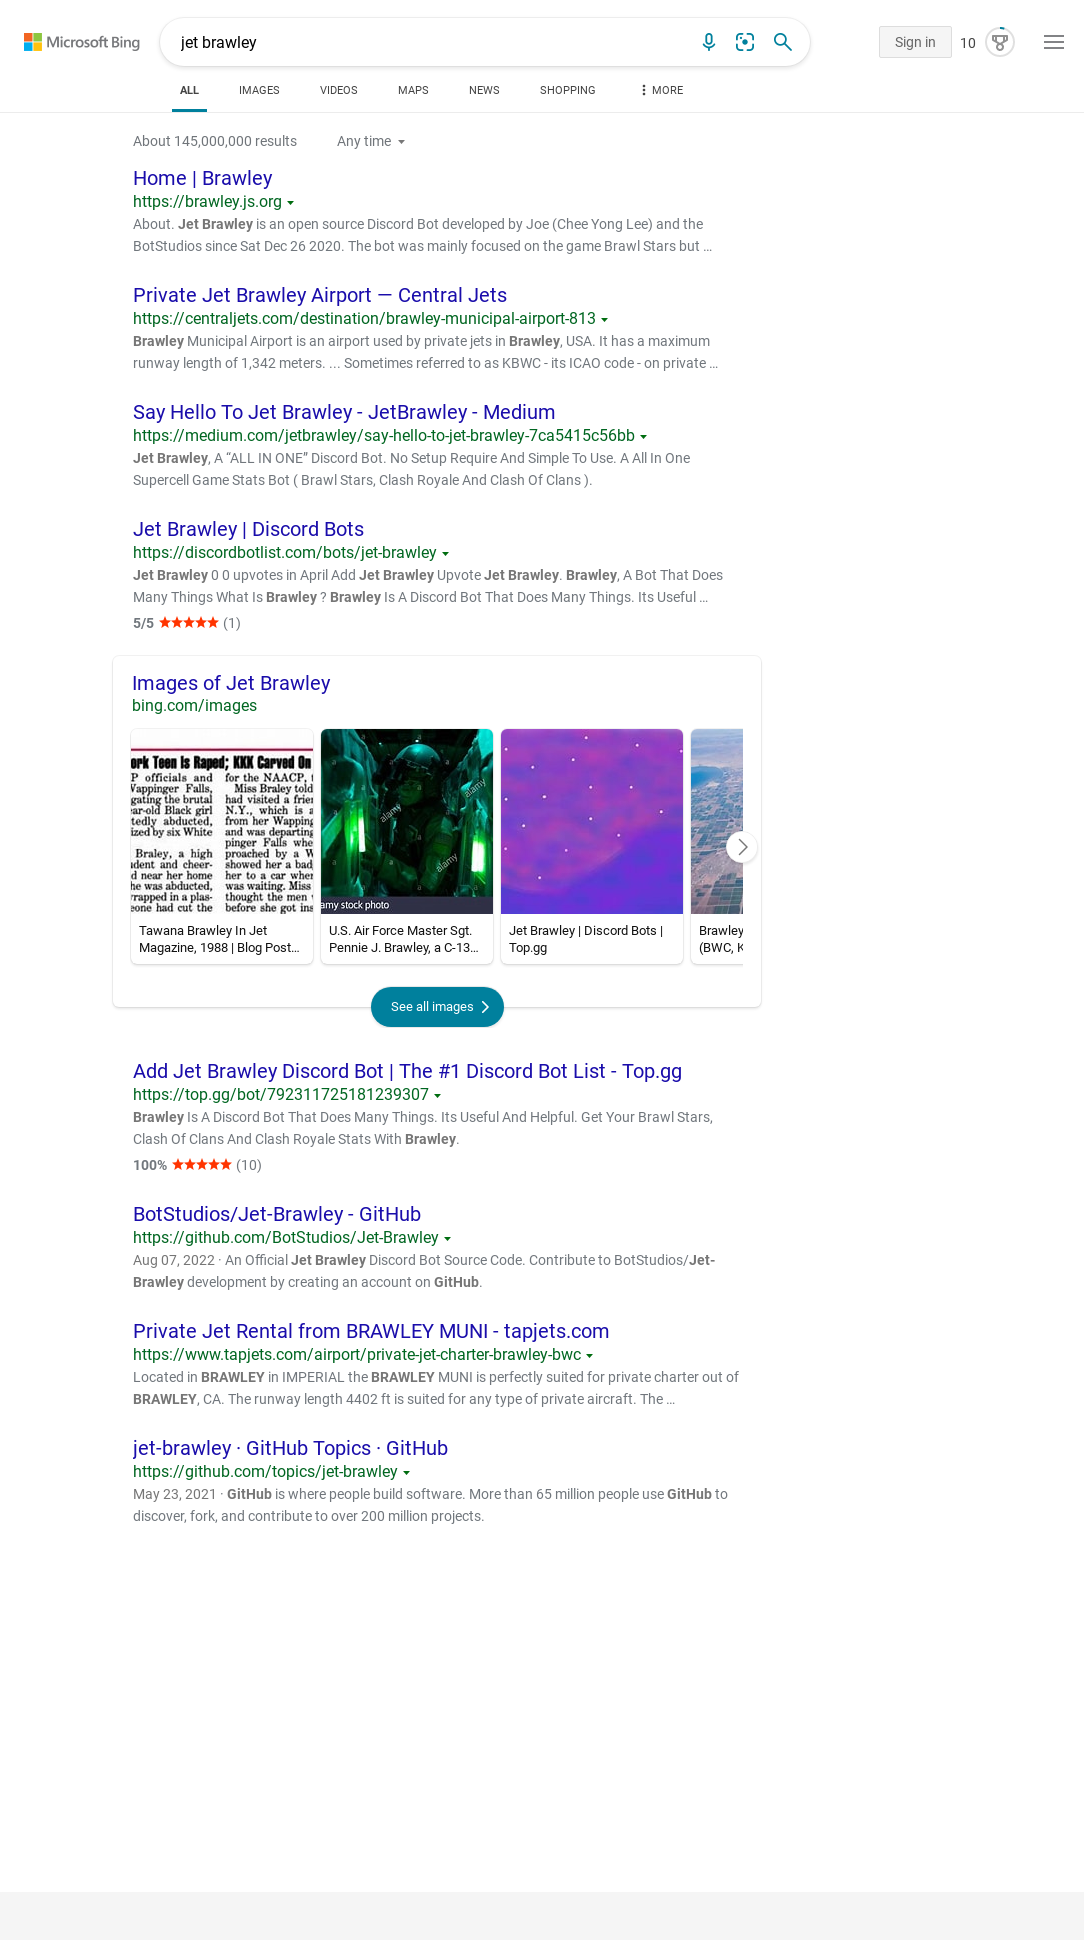 Microsoft Bing
jet brawley
Sign in
10
ALL
IMAGES
VIDEOS
MAPS
NEWS
SHOPPING
MORE
About 145,000,000 results
Any time
Home | Brawley
https://brawley.js.org
About. Jet Brawley is an open source Discord Bot developed by Joe (Chee Yong Lee) and the
BotStudios since Sat Dec 26 2020. The bot was mainly focused on the game Brawl Stars but ...
Private Jet Brawley Airport — Central Jets
https://centraljets.com/destination/brawley-municipal-airport-813
Brawley Municipal Airport is an airport used by private jets in Brawley, USA. It has a maximum
runway length of 1,342 meters. ... Sometimes referred to as KBWC - its ICAO code - on private ...
Say Hello To Jet Brawley - JetBrawley - Medium
https://medium.com/jetbrawley/say-hello-to-jet-brawley-7ca5415c56bb
Jet Brawley, A “ALL IN ONE” Discord Bot. No Setup Require And Simple To Use. A All In One
Supercell Game Stats Bot ( Brawl Stars, Clash Royale And Clash Of Clans ).
Jet Brawley | Discord Bots
https://discordbotlist.com/bots/jet-brawley
Jet Brawley 0 0 upvotes in April Add Jet Brawley Upvote Jet Brawley. Brawley, A Bot That Does
Many Things What Is Brawley ? Brawley Is A Discord Bot That Does Many Things. Its Useful ...
5/5 (1)
Images of Jet Brawley
bing.com/images
ork Teen Is Raped; KKK Carved On
P officials and
Vappinger Falls,
gating the brutal
ear-old Black girl
tedly abducted,
ized by six White
Braley, a high
dent and cheer-
d near her home
he was abducted,
vrapped in a plas-
eone had cut the
for the NAACP, t
Miss Braley told
had visited a frien
N.Y., which is a
from her Wapping
and was departing
pinger Falls whe
proached by a W
showed her a bad
her to a car wher
was waiting. Miss
thought the men w
before she got ins
alamy
alamy
alamy
amy stock photo
Tawana Brawley In Jet
Magazine, 1988 | Blog Post...
U.S. Air Force Master Sgt.
Pennie J. Brawley, a C-13...
Jet Brawley | Discord Bots |
Top.gg
Brawley
(BWC, K
See all images
Add Jet Brawley Discord Bot | The #1 Discord Bot List - Top.gg
https://top.gg/bot/792311725181239307
Brawley Is A Discord Bot That Does Many Things. Its Useful And Helpful. Get Your Brawl Stars,
Clash Of Clans And Clash Royale Stats With Brawley.
100% (10)
BotStudios/Jet-Brawley - GitHub
https://github.com/BotStudios/Jet-Brawley
Aug 07, 2022 · An Official Jet Brawley Discord Bot Source Code. Contribute to BotStudios/Jet-
Brawley development by creating an account on GitHub.
Private Jet Rental from BRAWLEY MUNI - tapjets.com
https://www.tapjets.com/airport/private-jet-charter-brawley-bwc
Located in BRAWLEY in IMPERIAL the BRAWLEY MUNI is perfectly suited for private charter out of
BRAWLEY, CA. The runway length 4402 ft is suited for any type of private aircraft. The ...
jet-brawley · GitHub Topics · GitHub
https://github.com/topics/jet-brawley
May 23, 2021 · GitHub is where people build software. More than 65 million people use GitHub to
discover, fork, and contribute to over 200 million projects.